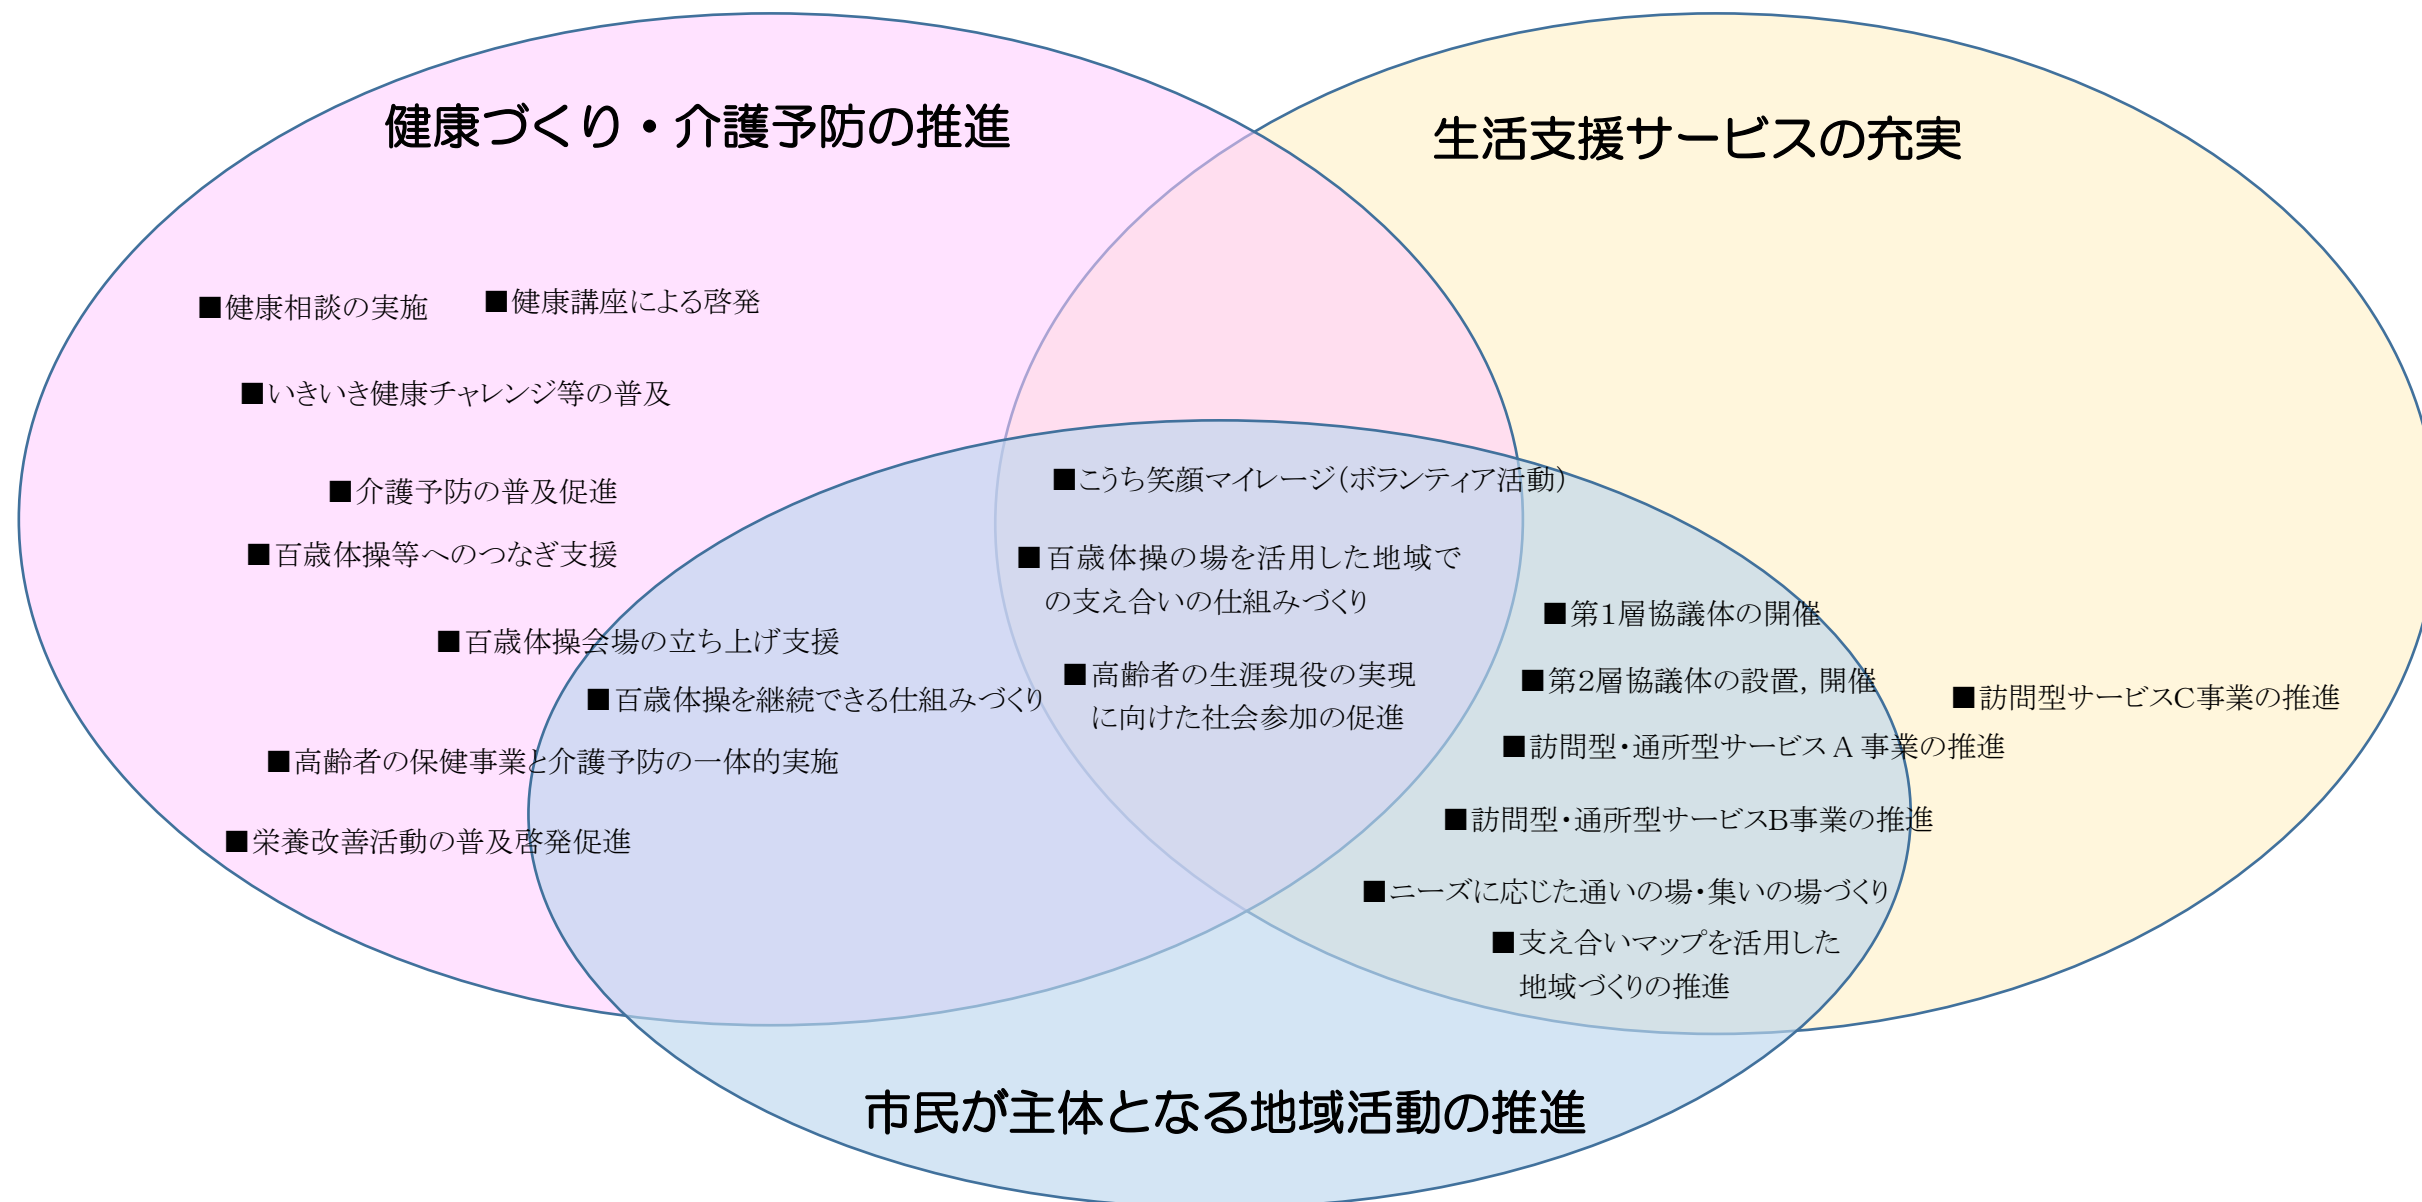 健康づくり・介護予防の推進
生活支援サービスの充実
■健康相談の実施
■健康講座による啓発
■いきいき健康チャレンジ等の普及
■介護予防の普及促進
■百歳体操等へのつなぎ支援
■百歳体操会場の立ち上げ支援
■百歳体操を継続できる仕組みづくり
■高齢者の保健事業と介護予防の一体的実施
■栄養改善活動の普及啓発促進
■こうち笑顔マイレージ（ボランティア活動）
■百歳体操の場を活用した地域で
の支え合いの仕組みづくり
■高齢者の生涯現役の実現
に向けた社会参加の促進
■第１層協議体の開催
■第２層協議体の設置，開催
■訪問型・通所型サービスＡ事業の推進
■訪問型・通所型サービスB事業の推進
■ニーズに応じた通いの場・集いの場づくり
■支え合いマップを活用した
地域づくりの推進
■訪問型サービスC事業の推進
市民が主体となる地域活動の推進